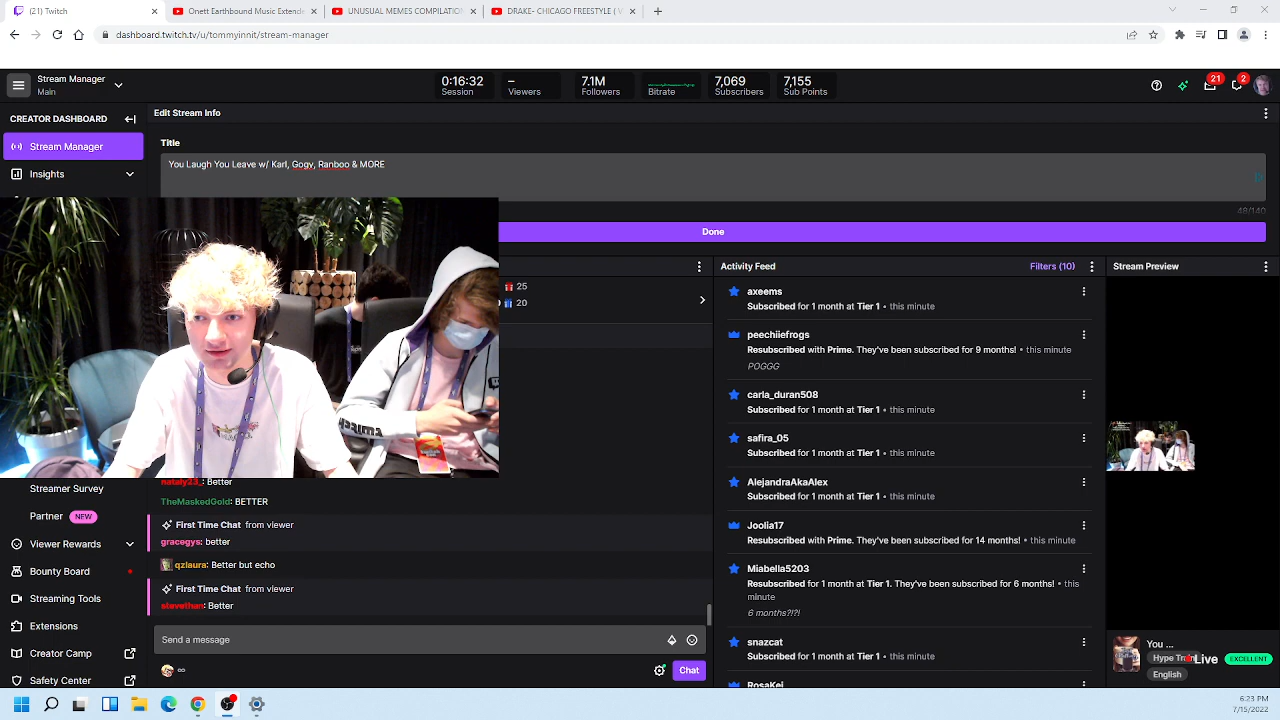 (21) Twitch
Onett Earthbound Music Extende
UNUSUAL MEMES COMPILATION
DRAKE- CHICAGO FREESTYLE ( V
dashboard.twitch.tv/u/tommyinnit/stream-manager
Stream Manager
Main
0:16:32
Session
–
Viewers
7.1M
Followers
Bitrate
7,069
Subscribers
7,155
Sub Points
21
2
CREATOR DASHBOARD
Stream Manager
Insights
Edit Stream Info
Title
You Laugh You Leave w/ Karl, Gogy, Ranboo & MORE
48/140
Done
25
20
Activity Feed
Filters (10)
axeems
Subscribed for 1 month at Tier 1 • this minute
peechiiefrogs
Resubscribed with Prime. They've been subscribed for 9 months! • this minute
POGGG
carla_duran508
Subscribed for 1 month at Tier 1 • this minute
safira_05
Subscribed for 1 month at Tier 1 • this minute
AlejandraAkaAlex
Subscribed for 1 month at Tier 1 • this minute
Joolia17
Resubscribed with Prime. They've been subscribed for 14 months! • this minute
Miabella5203
Resubscribed for 1 month at Tier 1. They've been subscribed for 6 months! • this
minute
6 months?!?!
snazcat
Subscribed for 1 month at Tier 1 • this minute
RosaKei
Stream Preview
You ...
Hype Train
Live
EXCELLENT
English
Streamer Survey
Partner NEW
Viewer Rewards
Bounty Board
Streaming Tools
Extensions
Creator Camp
Safety Center
nataly23_: Better
TheMaskedGold: BETTER
First Time Chat from viewer
gracegys: better
qzlaura: Better but echo
First Time Chat from viewer
stevethan: Better
Send a message
∞
Chat
6:23 PM
7/15/2022